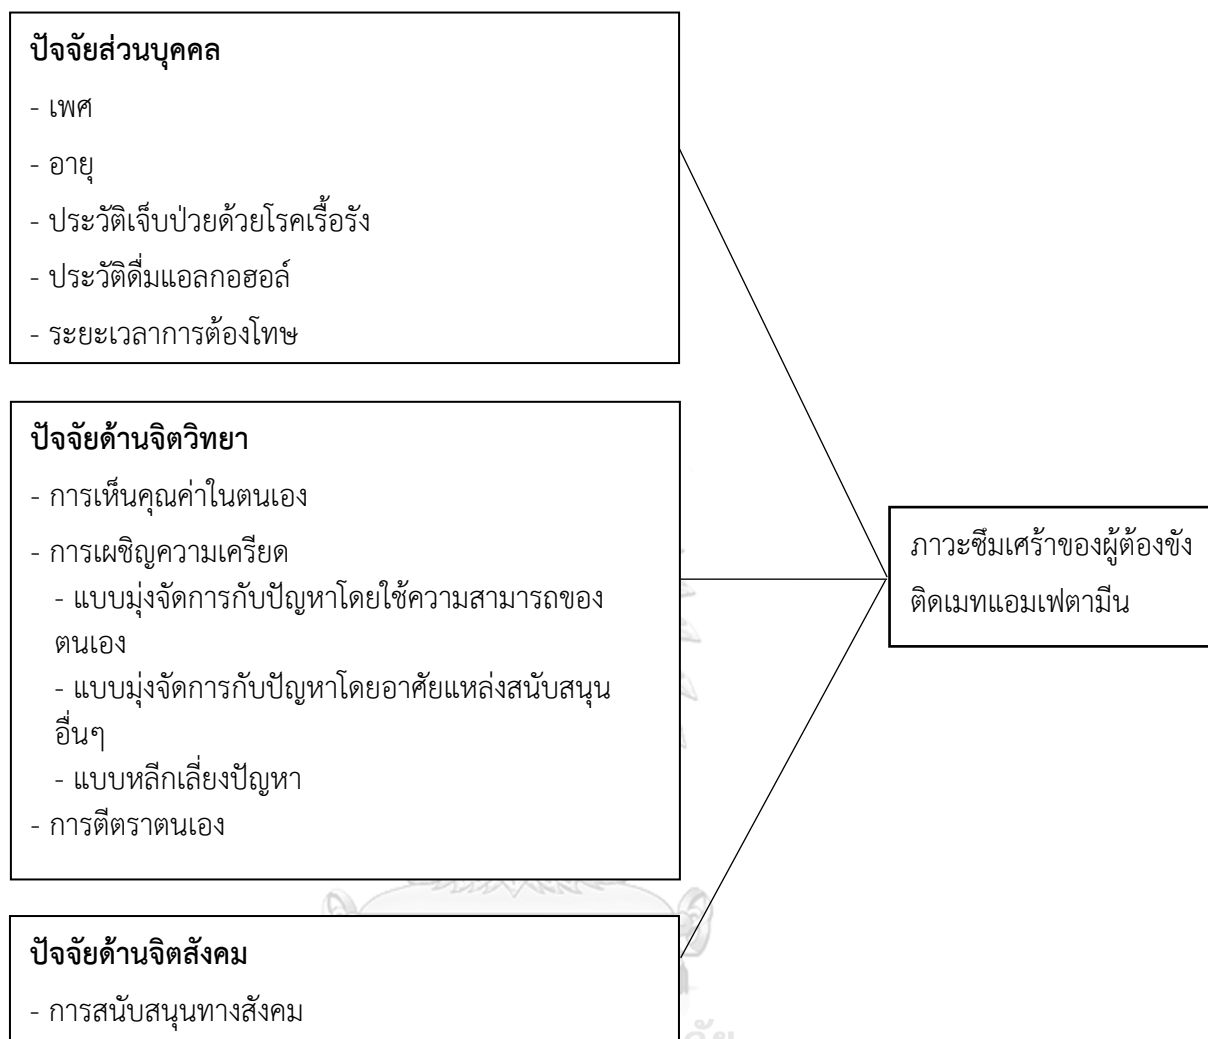 ปัจจัยส่วนบุคคล
- เพศ
- อายุ
- ประวัติเจ็บป่วยด้วยโรคเรื้อรัง
- ประวัติดื่มแอลกอฮอล์
- ระยะเวลาการต้องโทษ
ปัจจัยด้านจิตวิทยา
- การเห็นคุณค่าในตนเอง
- การเผชิญความเครียด
- แบบมุ่งจัดการกับปัญหาโดยใช้ความสามารถของ
ตนเอง
- แบบมุ่งจัดการกับปัญหาโดยอาศัยแหล่งสนับสนุน
อื่นๆ
- แบบหลีกเลี่ยงปัญหา
- การตีตราตนเอง
ปัจจัยด้านจิตสังคม
- การสนับสนุนทางสังคม
ภาวะซึมเศร้าของผู้ต้องขัง
ติดเมทแอมเฟตามีน